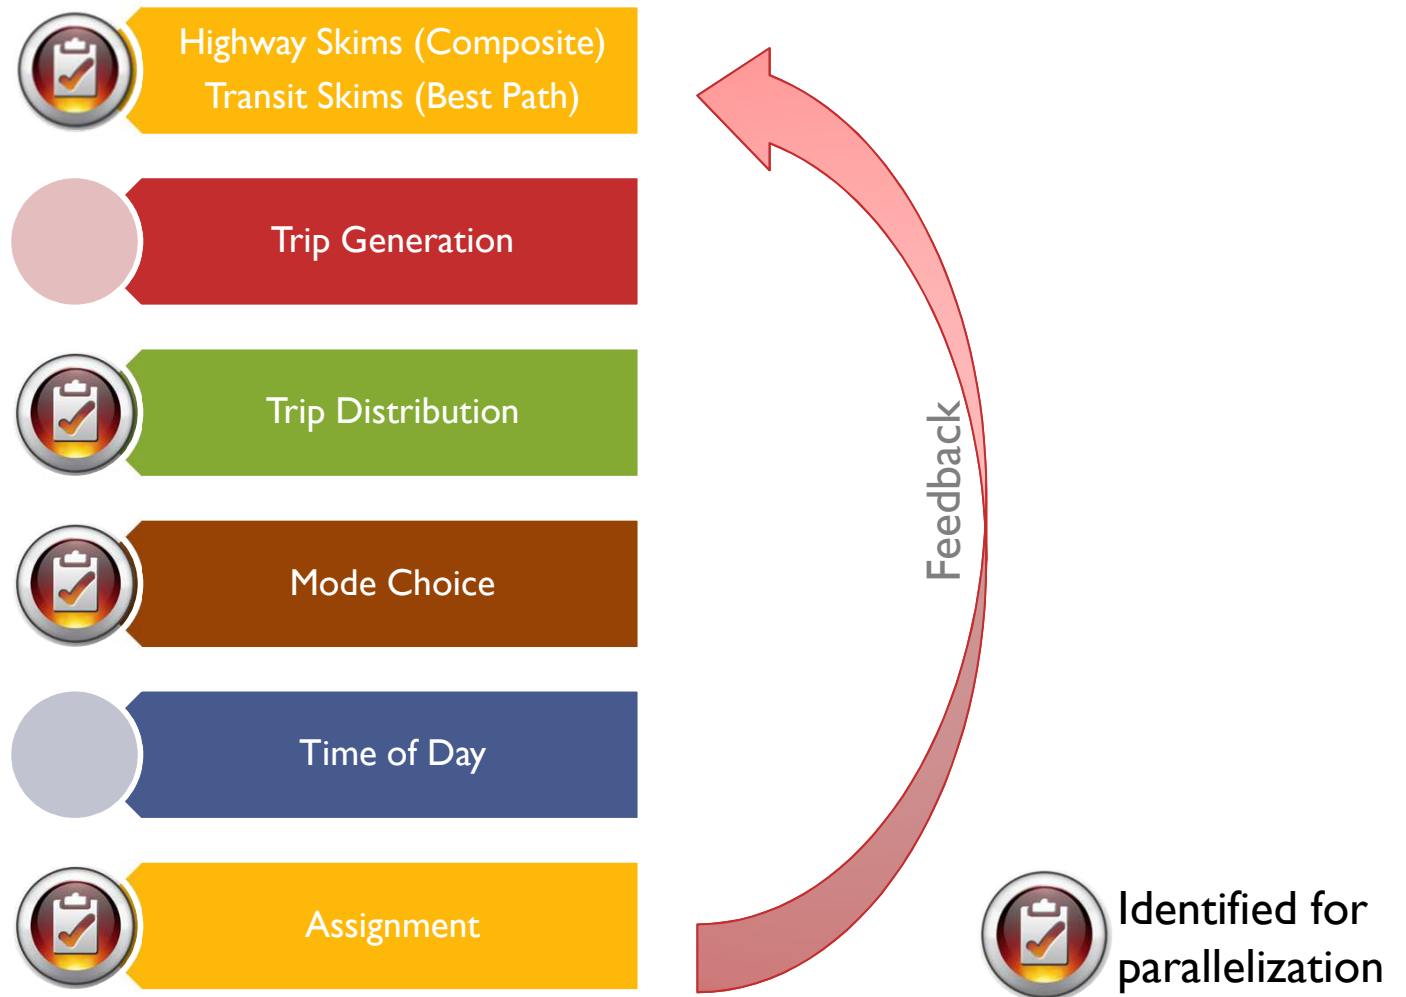 Highway Skims (Composite)
Transit Skims (Best Path)
Trip Generation
Trip Distribution
Mode Choice
Time of Day
Assignment
Feedback
Identified for
parallelization